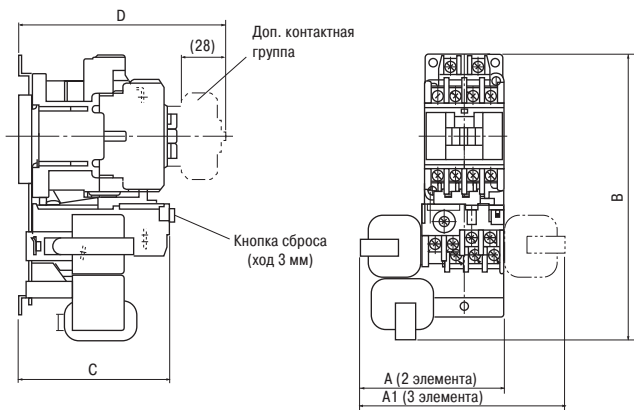 D
(28)
Доп. контактная
группа
Кнопка сброса
(ход 3 мм)
C
B
A (2 элемента)
A1 (3 элемента)